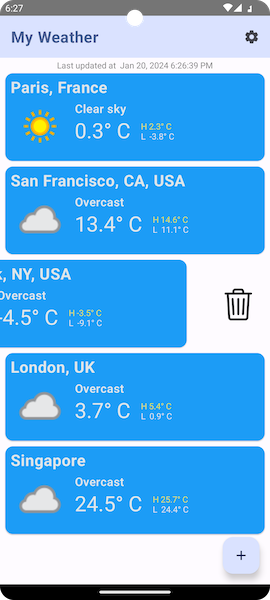 6:27
My Weather
Last updated at Jan 20, 2024 6:26:39 PM
Paris, France
Clear sky
0.3° C
H 2.3° C
L -3.8° C
San Francisco, CA, USA
Overcast
13.4° C
H 14.6° C
L 11.1° C
k, NY, USA
Overcast
-4.5° C
H -3.5° C
L -9.1° C
London, UK
Overcast
3.7° C
H 5.4° C
L 0.9° C
Singapore
Overcast
24.5° C
H 25.7° C
L 24.4° C
+